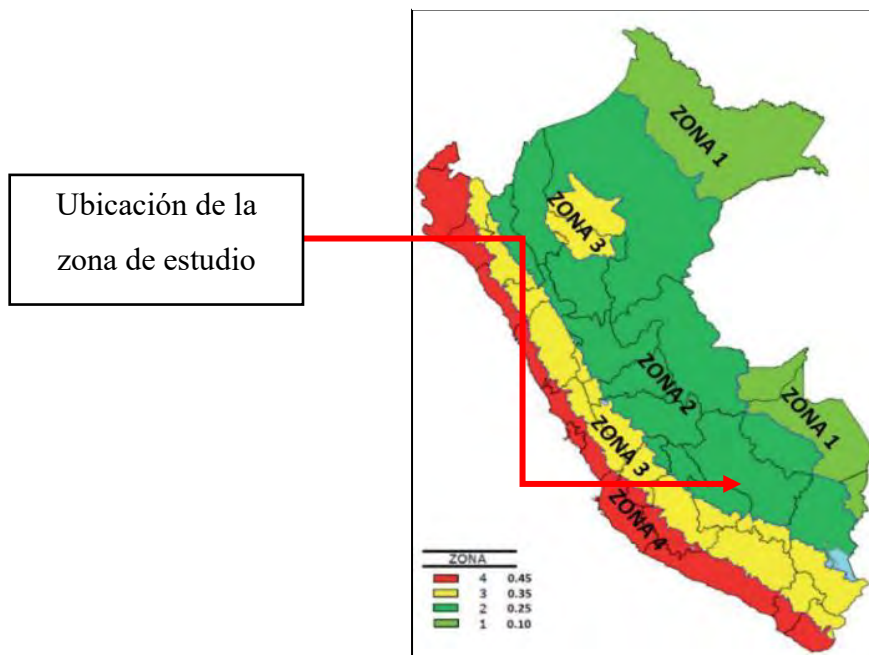 Ubicación de la
zona de estudio
ZONA 1
ZONA 3
ZONA 2
ZONA 1
ZONA 3
ZONA 4
ZONA
4 0.45
3 0.35
2 0.25
1 0.10